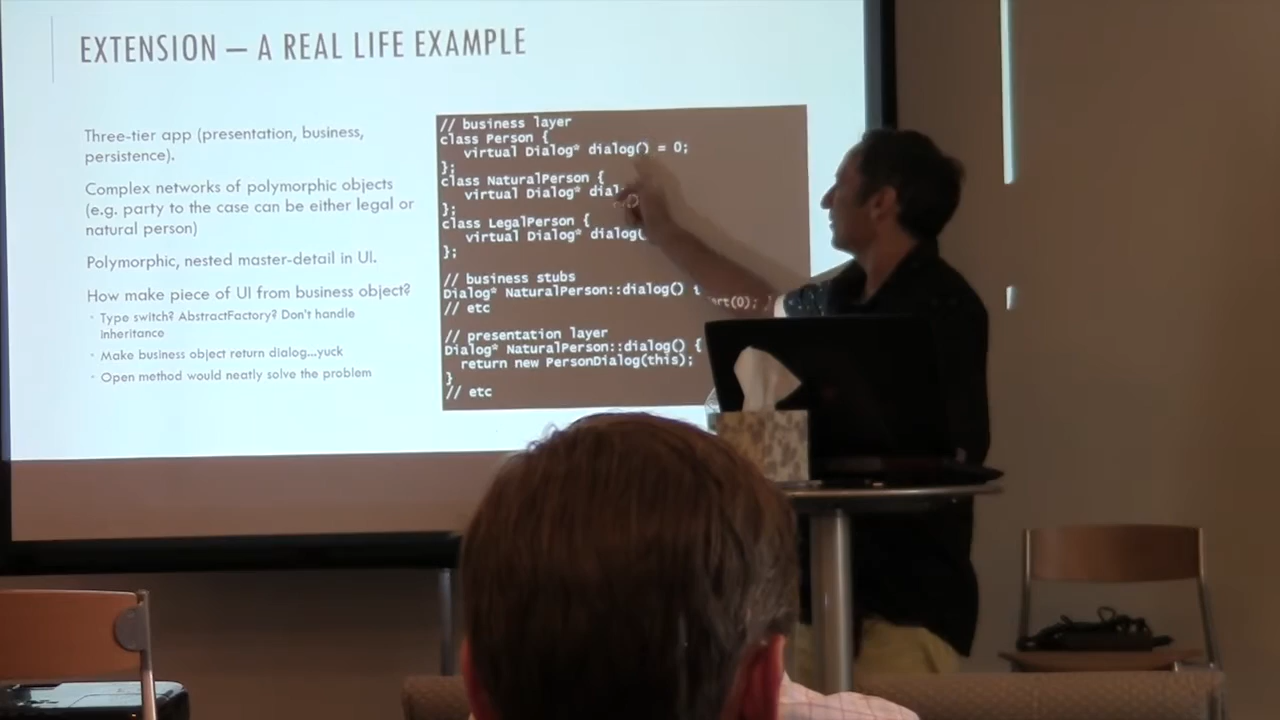 EXTENSION – A REAL LIFE EXAMPLE
Three-tier app (presentation, business,
persistence).
Complex networks of polymorphic objects
(e.g. party to the case can be either legal or
natural person)
Polymorphic, nested master-detail in UI.
How make piece of UI from business object?
Type switch? AbstractFactory? Don't handle
inheritance
Make business object return dialog...yuck
Open method would neatly solve the problem
// business layer
class Person {
virtual Dialog* dialog() = 0;
};
class NaturalPerson {
virtual Dialog*
};
class LegalPerson {
virtual Dialog* dialog(
};
// business stubs
Dialog* NaturalPerson::dialog() {
// etc
// presentation layer
Dialog* NaturalPerson::dialog() {
return new PersonDialog(this);
}
// etc